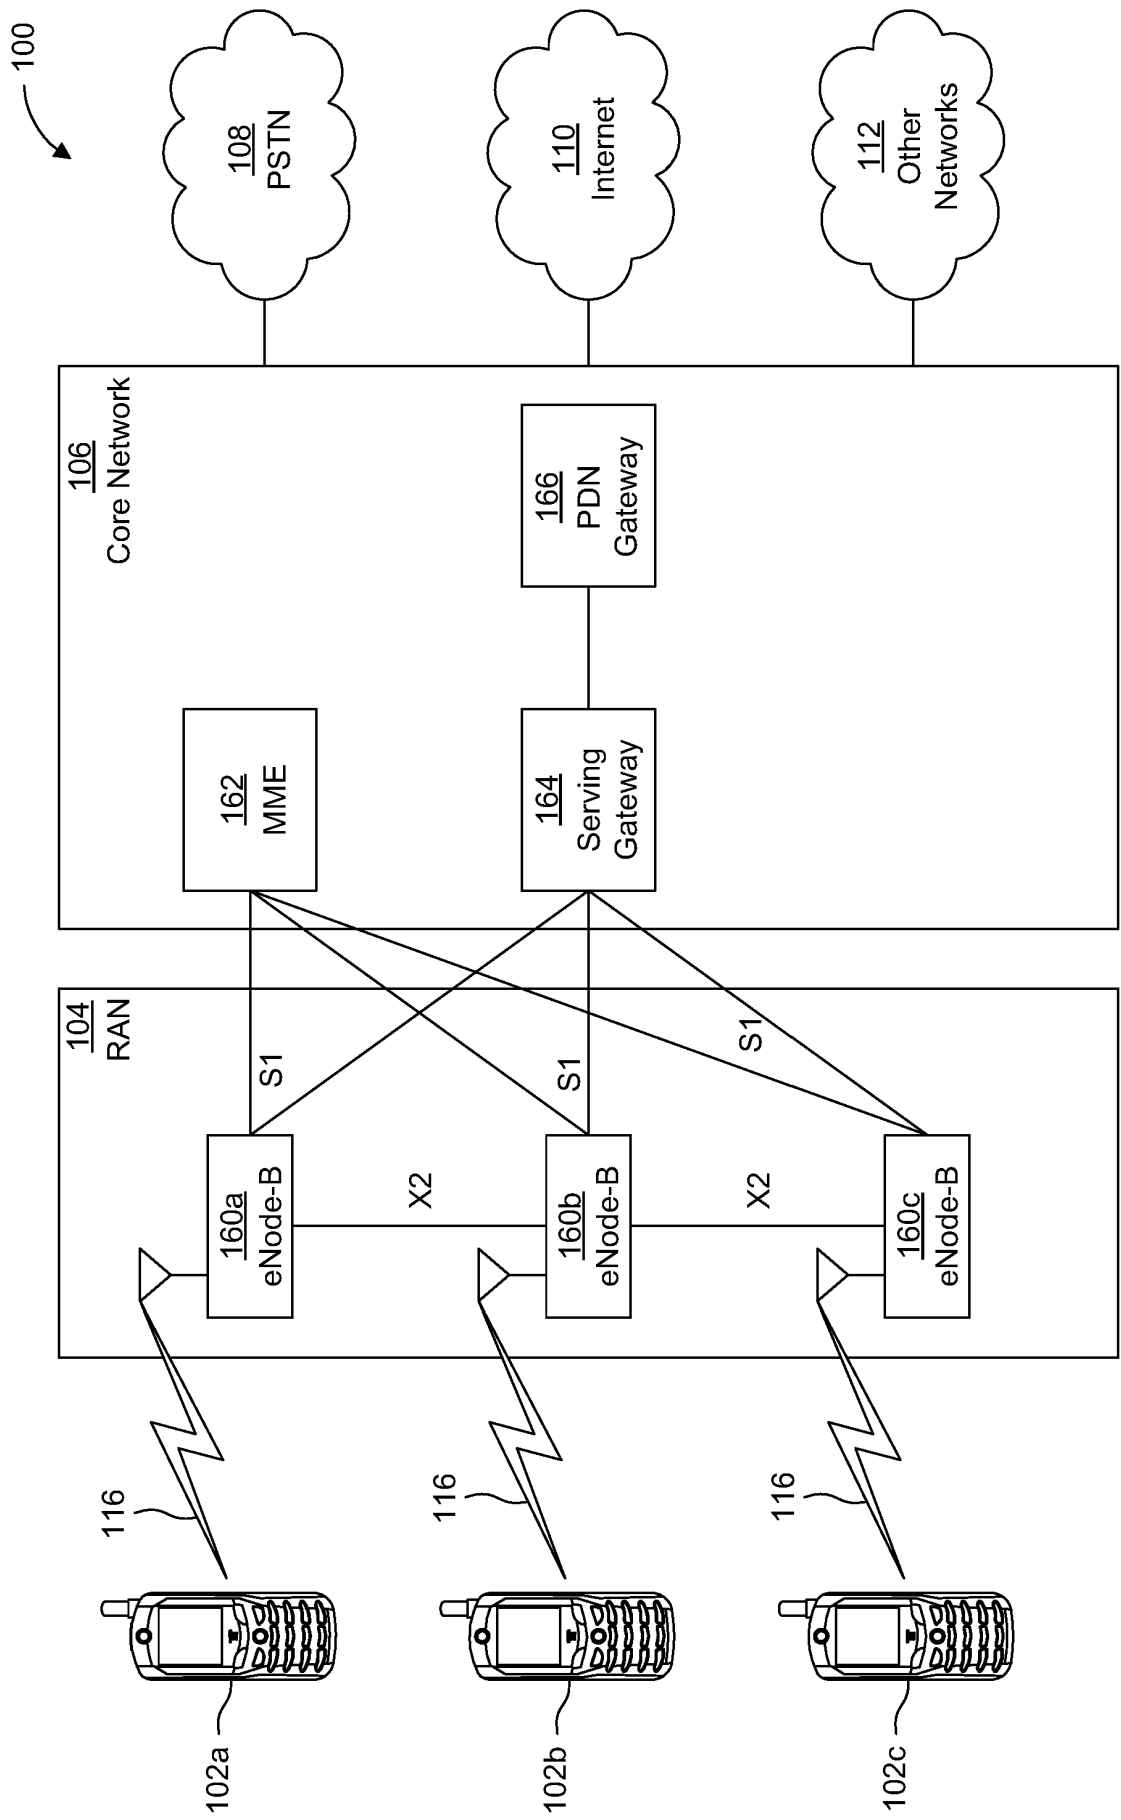 100
108
PSTN
110
Internet
112
Other
Networks
106
Core Network
162
MME
164
Serving
Gateway
166
PDN
Gateway
104
RAN
S1
S1
S1
160a
eNode-B
X2
160b
eNode-B
X2
160c
eNode-B
116
116
116
102a
102b
102c